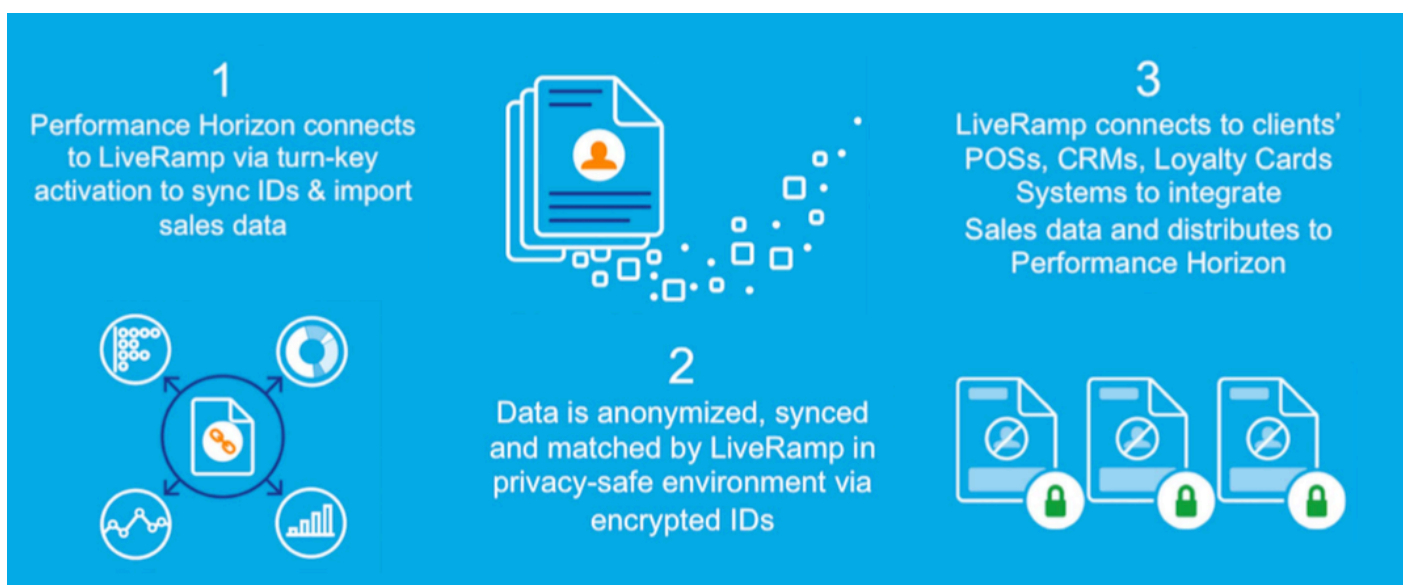 1
Performance Horizon connects
to LiveRamp via turn-key
activation to sync IDs & import
sales data
2
Data is anonymized, synced
and matched by LiveRamp in
privacy-safe environment via
encrypted IDs
3
LiveRamp connects to clients’
POSs, CRMs, Loyalty Cards
Systems to integrate
Sales data and distributes to
Performance Horizon